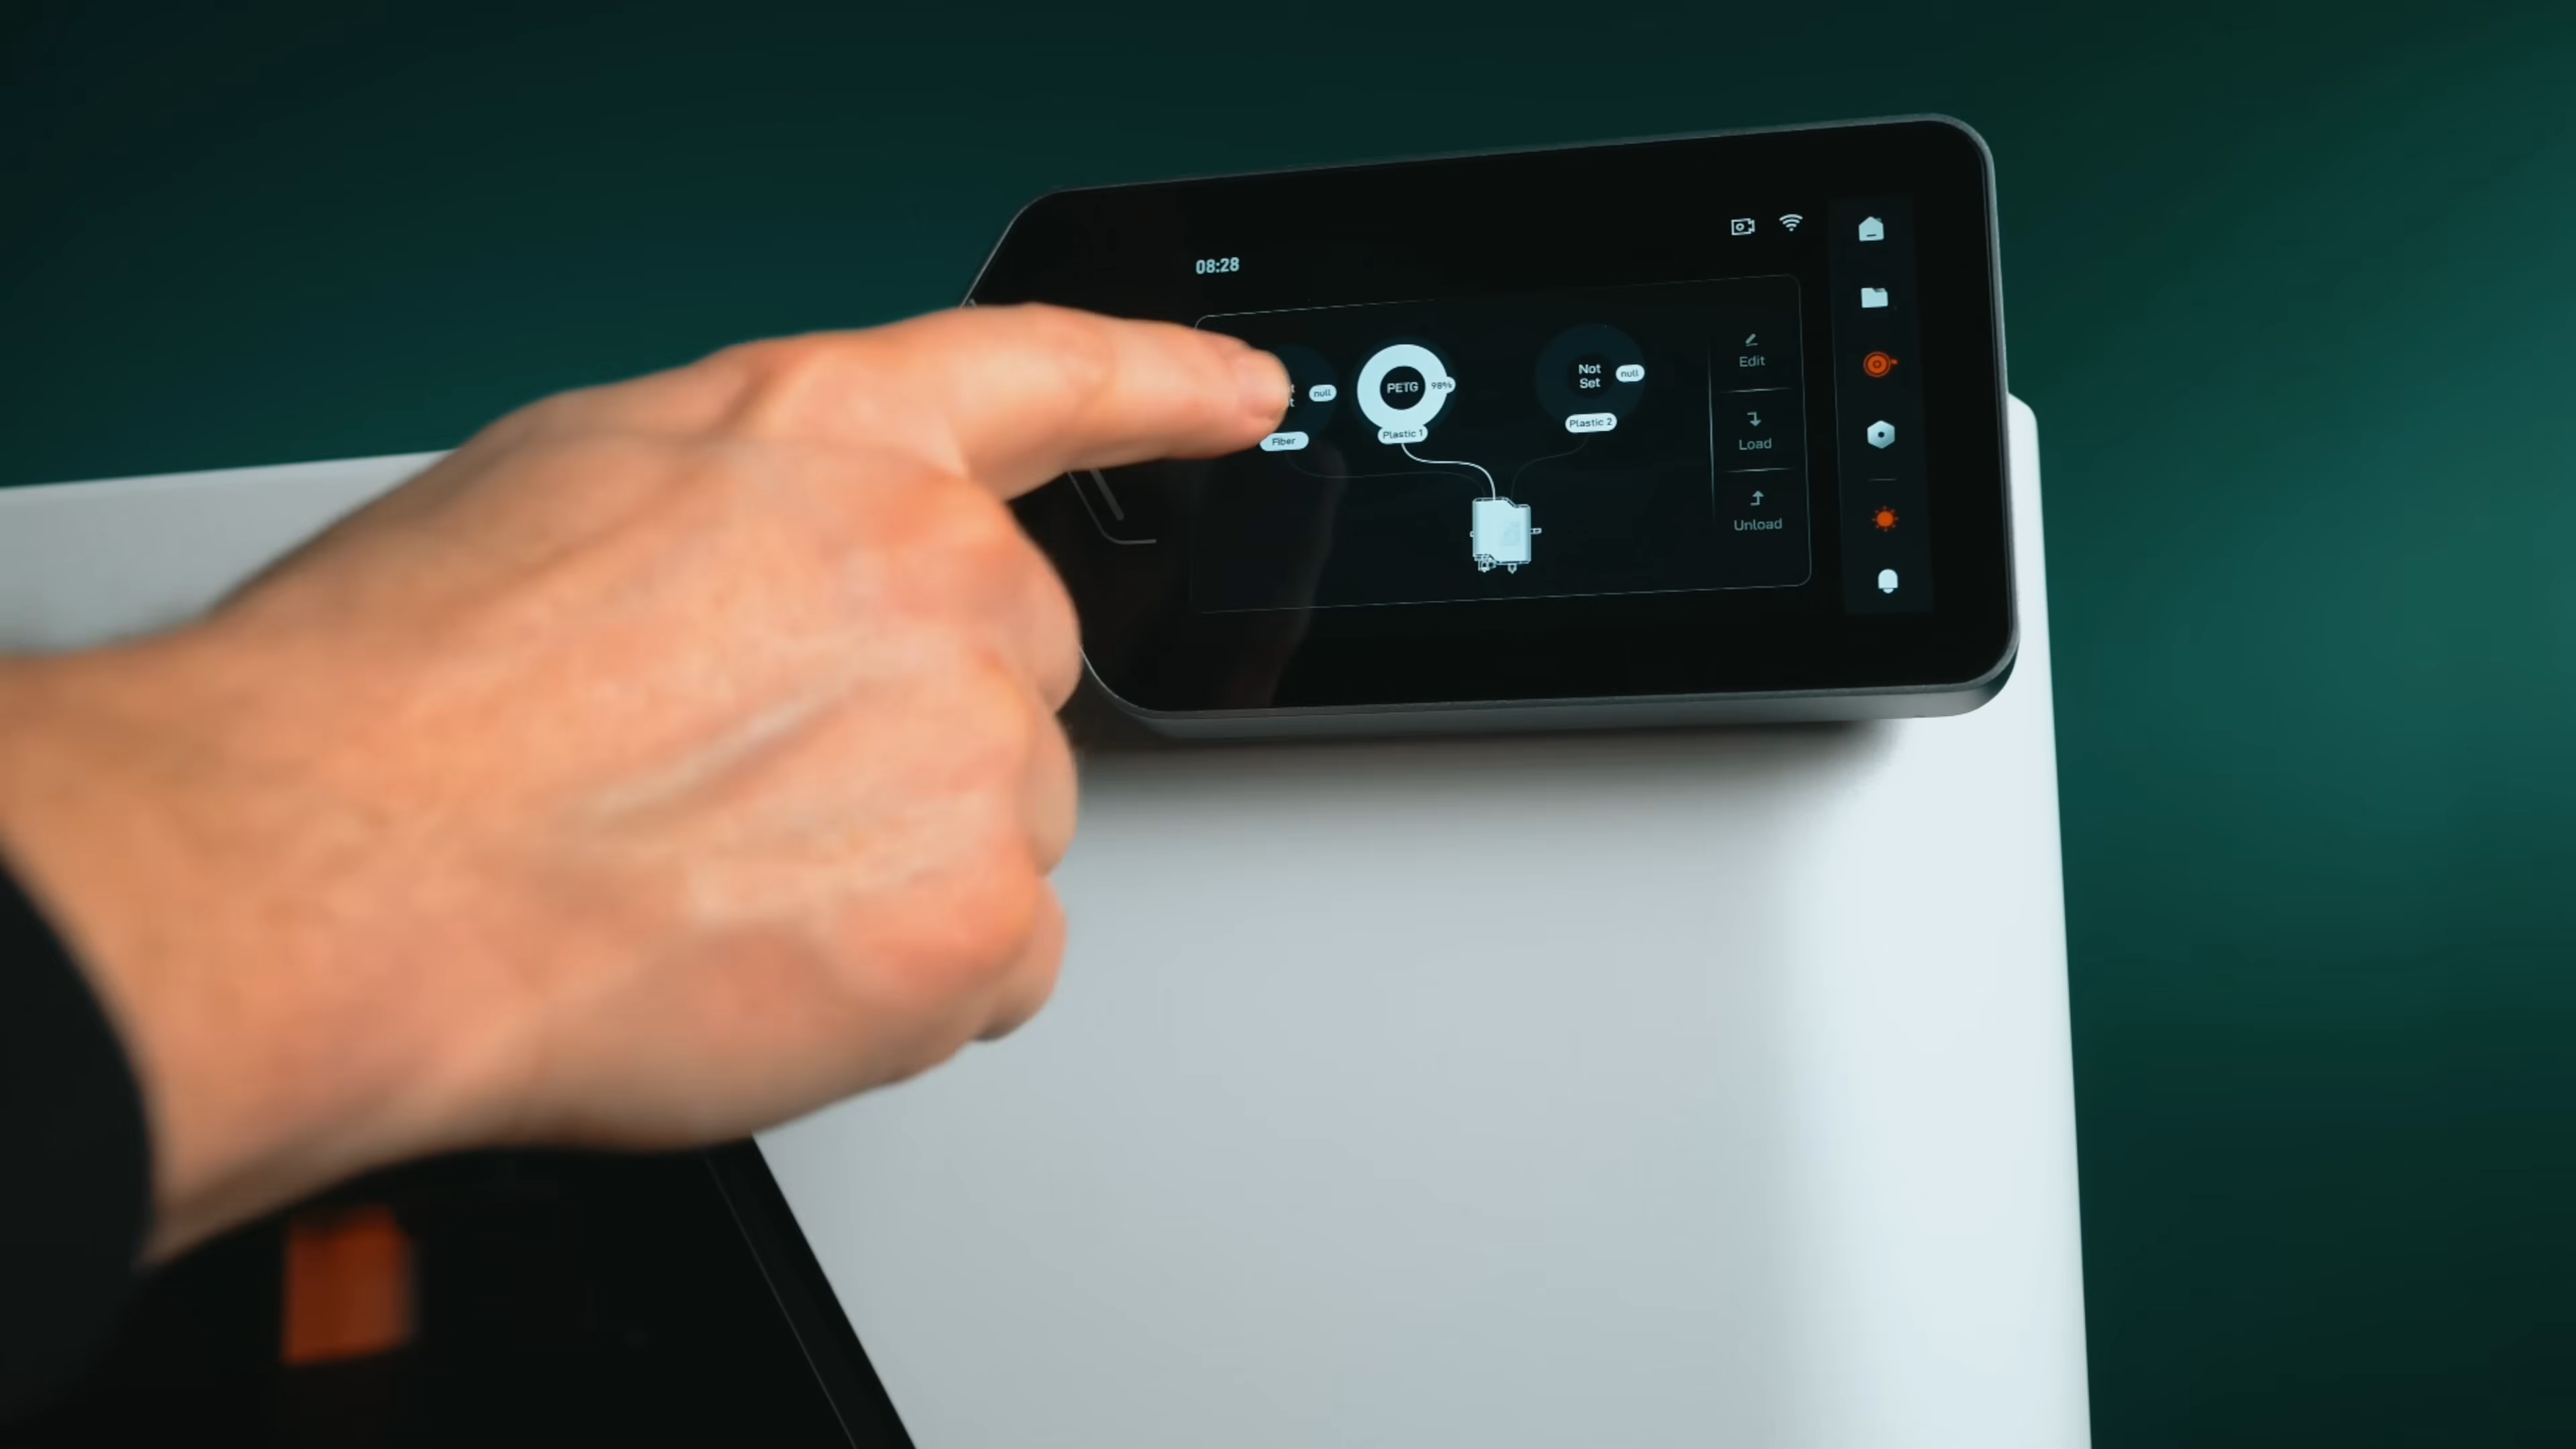 08:28
null
Fiber
PETG
98%
Plastic 1
Not
Set
null
Plastic 2
Edit
Load
Unload